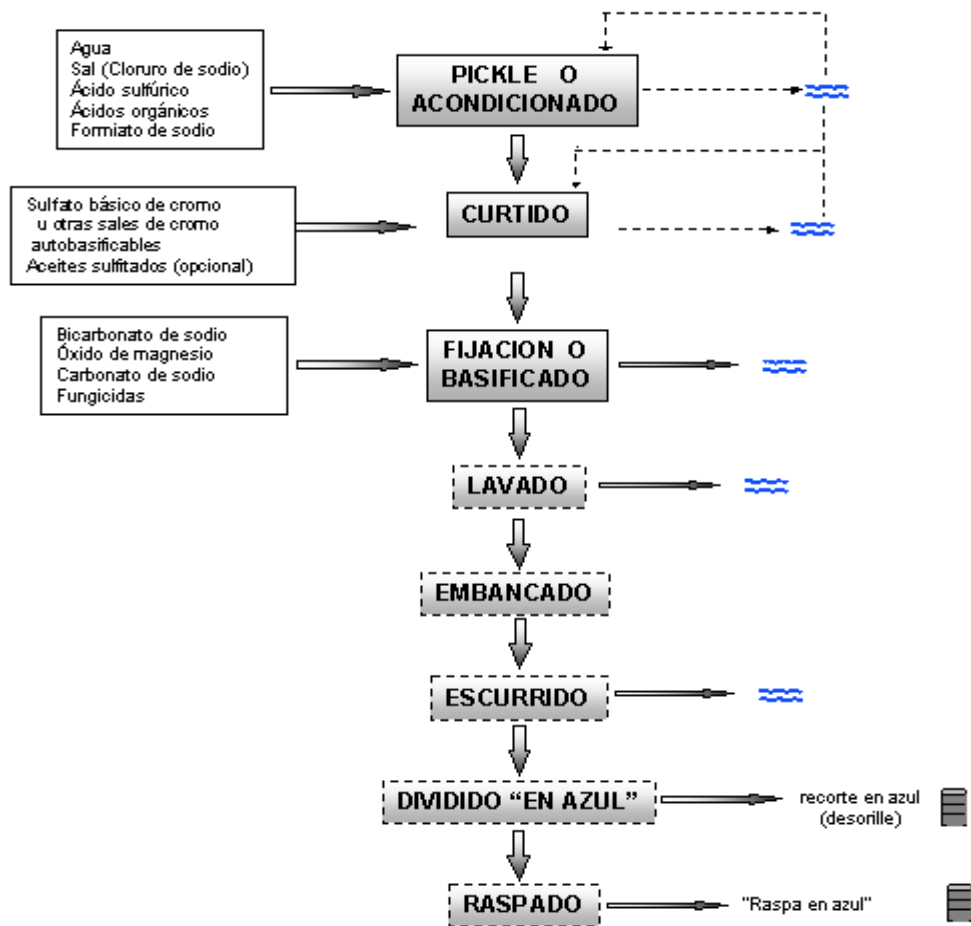 Agua
Sal (Cloruro de sodio)
Ácido sulfúrico
Ácidos orgánicos
Formiato de sodio
PICKLE O
ACONDICIONADO
Sulfato básico de cromo
u otras sales de cromo
autobasificables
Aceites sulfitados (opcional)
CURTIDO
Bicarbonato de sodio
Óxido de magnesio
Carbonato de sodio
Fungicidas
FIJACION O
BASIFICADO
LAVADO
EMBANCADO
ESCURRIDO
DIVIDIDO “EN AZUL”
recorte en azul
(desorille)
RASPADO
"Raspa en azul"